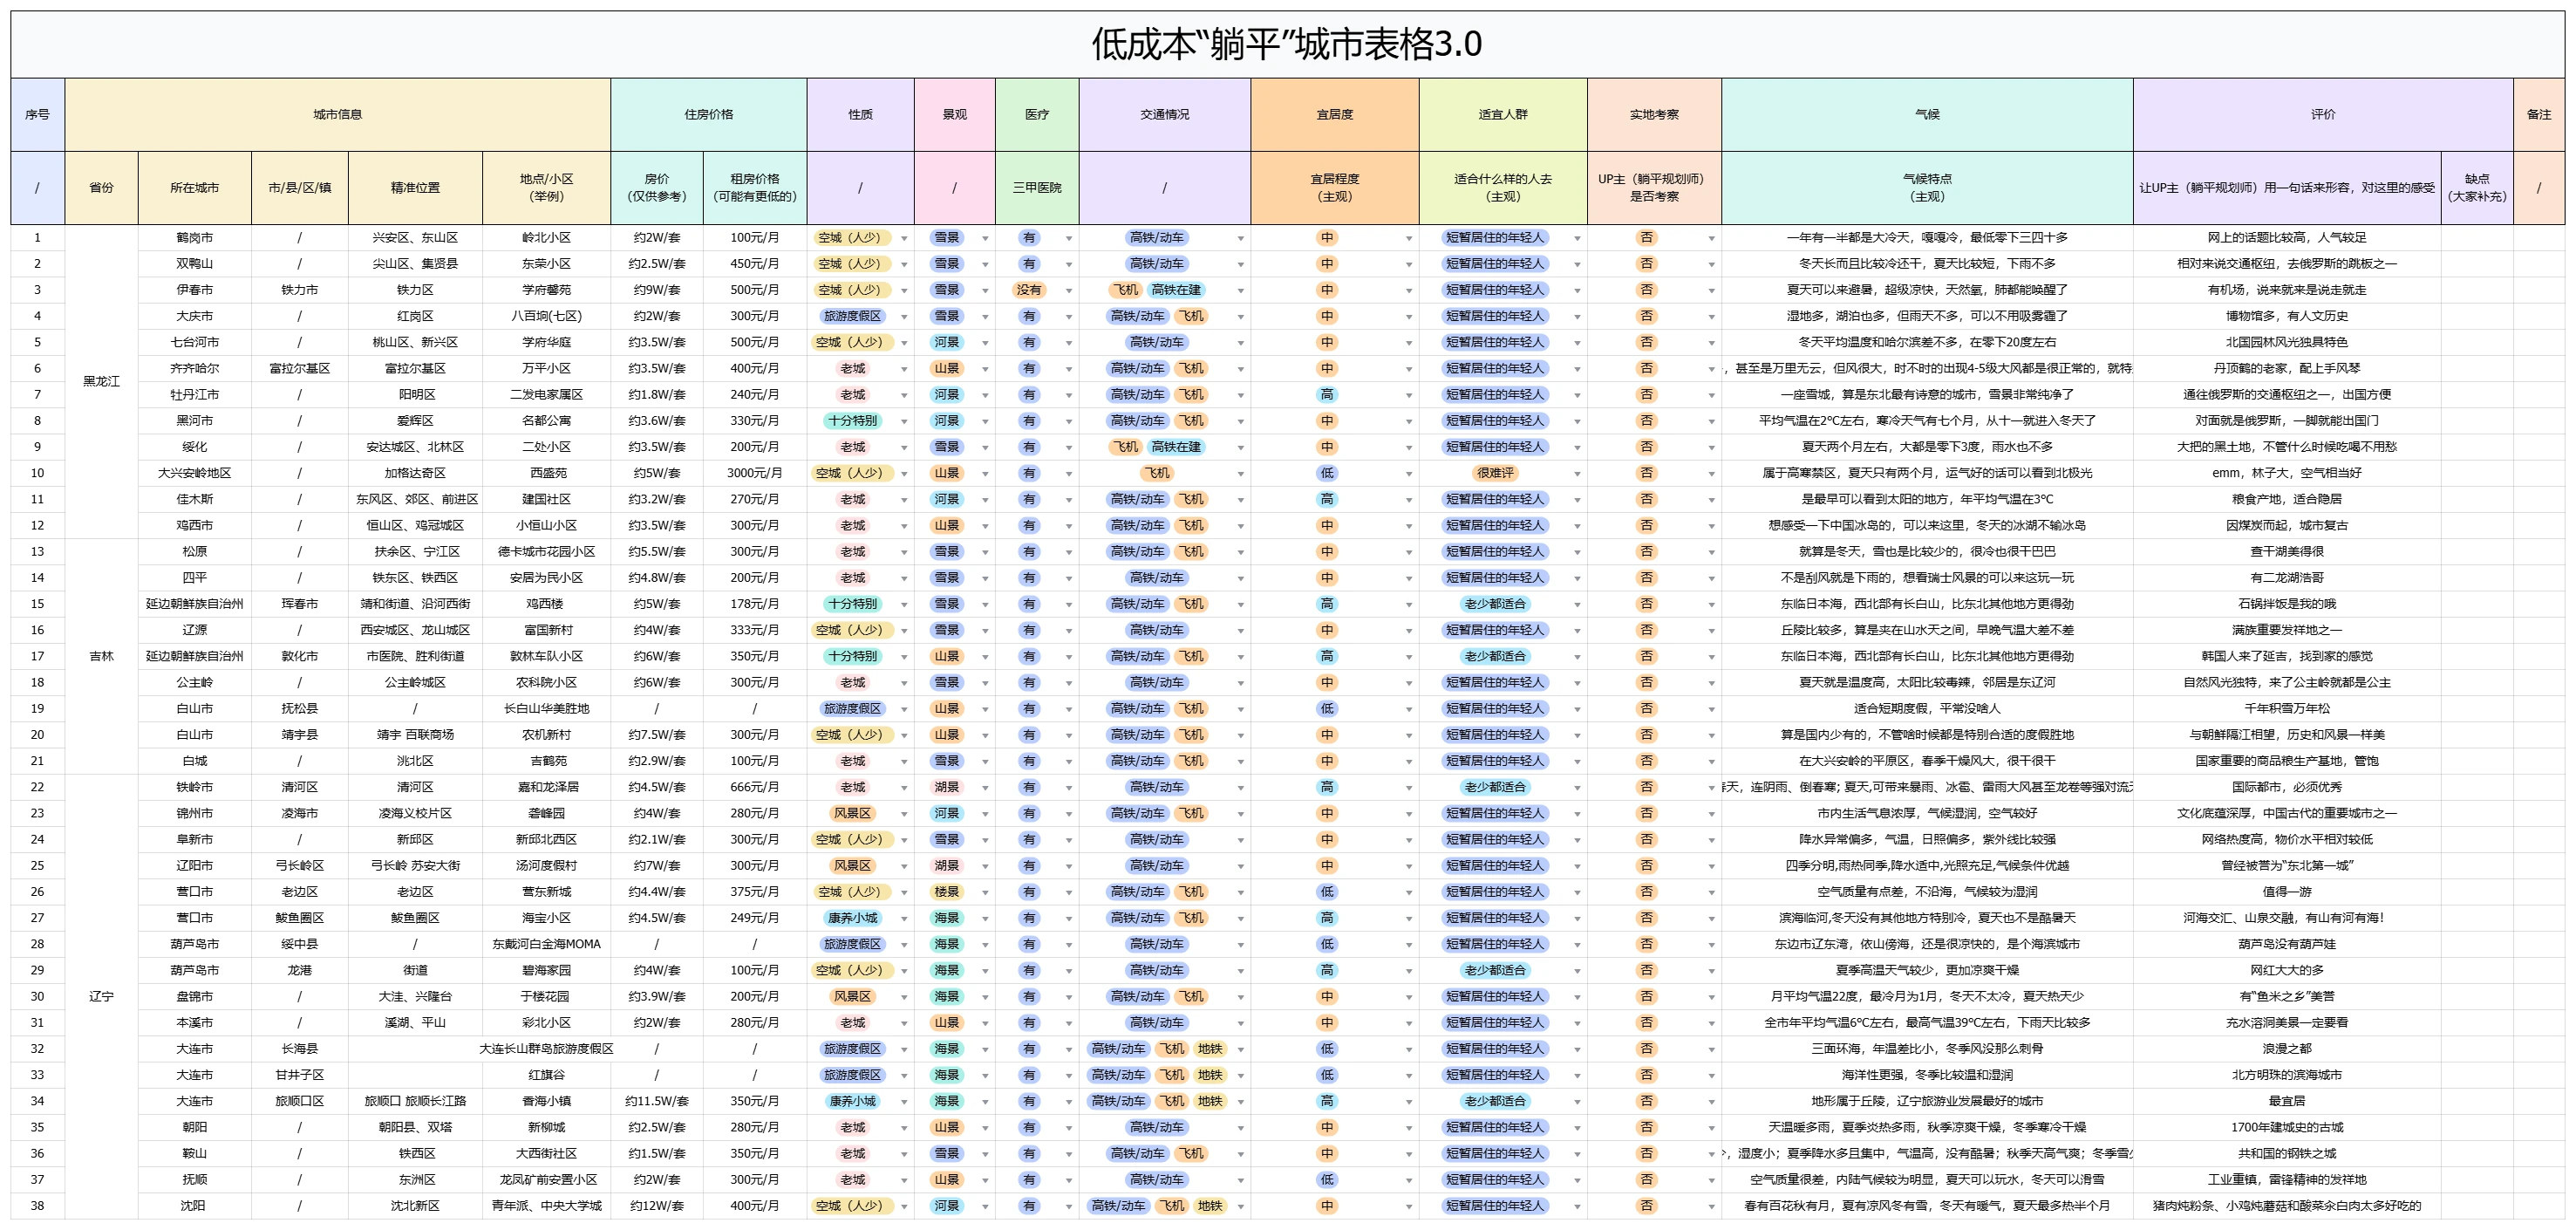 低成本“躺平”城市表格3.0
序号 城市信息 住房价格 性质 景观 医疗 交通情况 宜居度 适宜人群 实地考察 气候 评价 备注
/ 省份 所在城市 市/县/区/镇 精准位置 地点/小区（举例） 房价（仅供参考） 租房价格（可能有更低的） / / 三甲医院 / 宜居程度（主观） 适合什么样的人去（主观） UP主（躺平规划师）是否考察 气候特点（主观） 让UP主（躺平规划师）用一句话来形容，对这里的感受 缺点（大家补充） /
黑龙江
1 鹤岗市 / 兴安区、东山区 岭北小区 约2W/套 100元/月 空城（人少） 雪景 有 高铁/动车 中 短暂居住的年轻人 否 一年有一半都是大冷天，嘎嘎冷，最低零下三四十多 网上的话题比较高，人气较足
2 双鸭山 / 尖山区、集贤县 东荣小区 约2.5W/套 450元/月 空城（人少） 雪景 有 高铁/动车 中 短暂居住的年轻人 否 冬天长而且比较冷还干，夏天比较短，下雨不多 相对来说交通枢纽，去俄罗斯的跳板之一
3 伊春市 铁力市 铁力区 学府馨苑 约9W/套 500元/月 空城（人少） 雪景 没有 飞机 高铁在建 中 短暂居住的年轻人 否 夏天可以来避暑，超级凉快，天然氧，肺都能唤醒了 有机场，说来就来是说走就走
4 大庆市 / 红岗区 八百垧(七区) 约2W/套 300元/月 旅游度假区 雪景 有 高铁/动车 飞机 中 短暂居住的年轻人 否 湿地多，湖泊也多，但雨天不多，可以不用吸雾霾了 博物馆多，有人文历史
5 七台河市 / 桃山区、新兴区 学府华庭 约3.5W/套 500元/月 空城（人少） 河景 有 高铁/动车 中 短暂居住的年轻人 否 冬天平均温度和哈尔滨差不多，在零下20度左右 北国园林风光独具特色
6 齐齐哈尔 富拉尔基区 富拉尔基区 万平小区 约3.5W/套 400元/月 老城 山景 有 高铁/动车 飞机 中 短暂居住的年轻人 否 ，甚至是万里无云，但风很大，时不时的出现4-5级大风都是很正常的，就特 丹顶鹤的老家，配上手风琴
7 牡丹江市 / 阳明区 二发电家属区 约1.8W/套 240元/月 老城 河景 有 高铁/动车 飞机 高 短暂居住的年轻人 否 一座雪城，算是东北最有诗意的城市，雪景非常纯净了 通往俄罗斯的交通枢纽之一，出国方便
8 黑河市 / 爱辉区 名都公寓 约3.6W/套 330元/月 十分特别 河景 有 高铁/动车 飞机 中 短暂居住的年轻人 否 平均气温在2℃左右，寒冷天气有七个月，从十一就进入冬天了 对面就是俄罗斯，一脚就能出国门
9 绥化 / 安达城区、北林区 二处小区 约3.5W/套 200元/月 老城 雪景 有 飞机 高铁在建 中 短暂居住的年轻人 否 夏天两个月左右，大都是零下3度，雨水也不多 大把的黑土地，不管什么时候吃喝不用愁
10 大兴安岭地区 / 加格达奇区 西盛苑 约5W/套 3000元/月 空城（人少） 山景 有 飞机 低 很难评 否 属于高寒禁区，夏天只有两个月，运气好的话可以看到北极光 emm，林子大，空气相当好
11 佳木斯 / 东风区、郊区、前进区 建国社区 约3.2W/套 270元/月 老城 河景 有 高铁/动车 飞机 高 短暂居住的年轻人 否 是最早可以看到太阳的地方，年平均气温在3℃ 粮食产地，适合隐居
12 鸡西市 / 恒山区、鸡冠城区 小恒山小区 约3.5W/套 300元/月 老城 山景 有 高铁/动车 飞机 中 短暂居住的年轻人 否 想感受一下中国冰岛的，可以来这里，冬天的冰湖不输冰岛 因煤炭而起，城市复古
吉林
13 松原 / 扶余区、宁江区 德卡城市花园小区 约5.5W/套 300元/月 老城 雪景 有 高铁/动车 飞机 中 短暂居住的年轻人 否 就算是冬天，雪也是比较少的，很冷也很干巴巴 查干湖美得很
14 四平 / 铁东区、铁西区 安居为民小区 约4.8W/套 200元/月 老城 雪景 有 高铁/动车 中 短暂居住的年轻人 否 不是刮风就是下雨的，想看瑞士风景的可以来这玩一玩 有二龙湖浩哥
15 延边朝鲜族自治州 珲春市 靖和街道、沿河西街 鸡西楼 约5W/套 178元/月 十分特别 雪景 有 高铁/动车 飞机 高 老少都适合 否 东临日本海，西北部有长白山，比东北其他地方更得劲 石锅拌饭是我的哦
16 辽源 / 西安城区、龙山城区 富国新村 约4W/套 333元/月 空城（人少） 雪景 有 高铁/动车 中 短暂居住的年轻人 否 丘陵比较多，算是夹在山水天之间，早晚气温大差不差 满族重要发祥地之一
17 延边朝鲜族自治州 敦化市 市医院、胜利街道 敦林车队小区 约6W/套 350元/月 十分特别 山景 有 高铁/动车 飞机 高 老少都适合 否 东临日本海，西北部有长白山，比东北其他地方更得劲 韩国人来了延吉，找到家的感觉
18 公主岭 / 公主岭城区 农科院小区 约6W/套 300元/月 老城 雪景 有 高铁/动车 中 短暂居住的年轻人 否 夏天就是温度高，太阳比较毒辣，邻居是东辽河 自然风光独特，来了公主岭就都是公主
19 白山市 抚松县 / 长白山华美胜地 / / 旅游度假区 山景 有 高铁/动车 飞机 低 短暂居住的年轻人 否 适合短期度假，平常没啥人 千年积雪万年松
20 白山市 靖宇县 靖宇 百联商场 农机新村 约7.5W/套 300元/月 空城（人少） 山景 有 高铁/动车 飞机 中 短暂居住的年轻人 否 算是国内少有的，不管啥时候都是特别合适的度假胜地 与朝鲜隔江相望，历史和风景一样美
21 白城 / 洮北区 吉鹤苑 约2.9W/套 100元/月 老城 雪景 有 高铁/动车 飞机 中 短暂居住的年轻人 否 在大兴安岭的平原区，春季干燥风大，很干很干 国家重要的商品粮生产基地，管饱
辽宁
22 铁岭市 清河区 清河区 嘉和龙泽居 约4.5W/套 666元/月 老城 湖景 有 高铁/动车 高 老少都适合 否 天，连阴雨、倒春寒; 夏天,可带来暴雨、冰雹、雷雨大风甚至龙卷等强对流 国际都市，必须优秀
23 锦州市 凌海市 凌海义校片区 砻峰园 约4W/套 280元/月 风景区 河景 有 高铁/动车 飞机 中 短暂居住的年轻人 否 市内生活气息浓厚，气候湿润，空气较好 文化底蕴深厚，中国古代的重要城市之一
24 阜新市 / 新邱区 新邱北西区 约2.1W/套 300元/月 空城（人少） 雪景 有 高铁/动车 中 短暂居住的年轻人 否 降水异常偏多，气温，日照偏多，紫外线比较强 网络热度高，物价水平相对较低
25 辽阳市 弓长岭区 弓长岭 苏安大街 汤河度假村 约7W/套 300元/月 风景区 湖景 有 高铁/动车 中 短暂居住的年轻人 否 四季分明,雨热同季,降水适中,光照充足,气候条件优越 曾经被誉为“东北第一城”
26 营口市 老边区 老边区 营东新城 约4.4W/套 375元/月 空城（人少） 楼景 有 高铁/动车 飞机 低 短暂居住的年轻人 否 空气质量有点差，不沿海，气候较为湿润 值得一游
27 营口市 鲅鱼圈区 鲅鱼圈区 海宝小区 约4.5W/套 249元/月 康养小城 海景 有 高铁/动车 飞机 高 短暂居住的年轻人 否 滨海临河,冬天没有其他地方特别冷，夏天也不是酷暑天 河海交汇、山泉交融，有山有河有海！
28 葫芦岛市 绥中县 / 东戴河白金海MOMA / / 旅游度假区 海景 有 高铁/动车 低 短暂居住的年轻人 否 东边市辽东湾，依山傍海，还是很凉快的，是个海滨城市 葫芦岛没有葫芦娃
29 葫芦岛市 龙港 街道 碧海家园 约4W/套 100元/月 空城（人少） 海景 有 高铁/动车 高 老少都适合 否 夏季高温天气较少，更加凉爽干燥 网红大大的多
30 盘锦市 / 大洼、兴隆台 于楼花园 约3.9W/套 200元/月 风景区 海景 有 高铁/动车 飞机 中 短暂居住的年轻人 否 月平均气温22度，最冷月为1月，冬天不太冷，夏天热天少 有“鱼米之乡”美誉
31 本溪市 / 溪湖、平山 彩北小区 约2W/套 280元/月 老城 山景 有 高铁/动车 中 短暂居住的年轻人 否 全市年平均气温6℃左右，最高气温39℃左右，下雨天比较多 充水溶洞美景一定要看
32 大连市 长海县 大连长山群岛旅游度假区 / / 旅游度假区 海景 有 高铁/动车 飞机 地铁 低 短暂居住的年轻人 否 三面环海，年温差比小，冬季风没那么刺骨 浪漫之都
33 大连市 甘井子区 红旗谷 / / 旅游度假区 海景 有 高铁/动车 飞机 地铁 低 短暂居住的年轻人 否 海洋性更强，冬季比较温和湿润 北方明珠的滨海城市
34 大连市 旅顺口区 旅顺口 旅顺长江路 香海小镇 约11.5W/套 350元/月 康养小城 海景 有 高铁/动车 飞机 地铁 高 老少都适合 否 地形属于丘陵，辽宁旅游业发展最好的城市 最宜居
35 朝阳 / 朝阳县、双塔 新柳城 约2.5W/套 280元/月 老城 山景 有 高铁/动车 中 短暂居住的年轻人 否 天温暖多雨，夏季炎热多雨，秋季凉爽干燥，冬季寒冷干燥 1700年建城史的古城
36 鞍山 / 铁西区 大西街社区 约1.5W/套 350元/月 老城 雪景 有 高铁/动车 飞机 中 短暂居住的年轻人 否 ，湿度小；夏季降水多且集中，气温高，没有酷暑；秋季天高气爽；冬季雪 共和国的钢铁之城
37 抚顺 / 东洲区 龙凤矿前安置小区 约2W/套 300元/月 老城 山景 有 高铁/动车 低 短暂居住的年轻人 否 空气质量很差，内陆气候较为明显，夏天可以玩水，冬天可以滑雪 工业重镇，雷锋精神的发祥地
38 沈阳 / 沈北新区 青年派、中央大学城 约12W/套 400元/月 空城（人少） 河景 有 高铁/动车 飞机 地铁 中 短暂居住的年轻人 否 春有百花秋有月，夏有凉风冬有雪，冬天有暖气，夏天最多热半个月 猪肉炖粉条、小鸡炖蘑菇和酸菜汆白肉太多好吃的